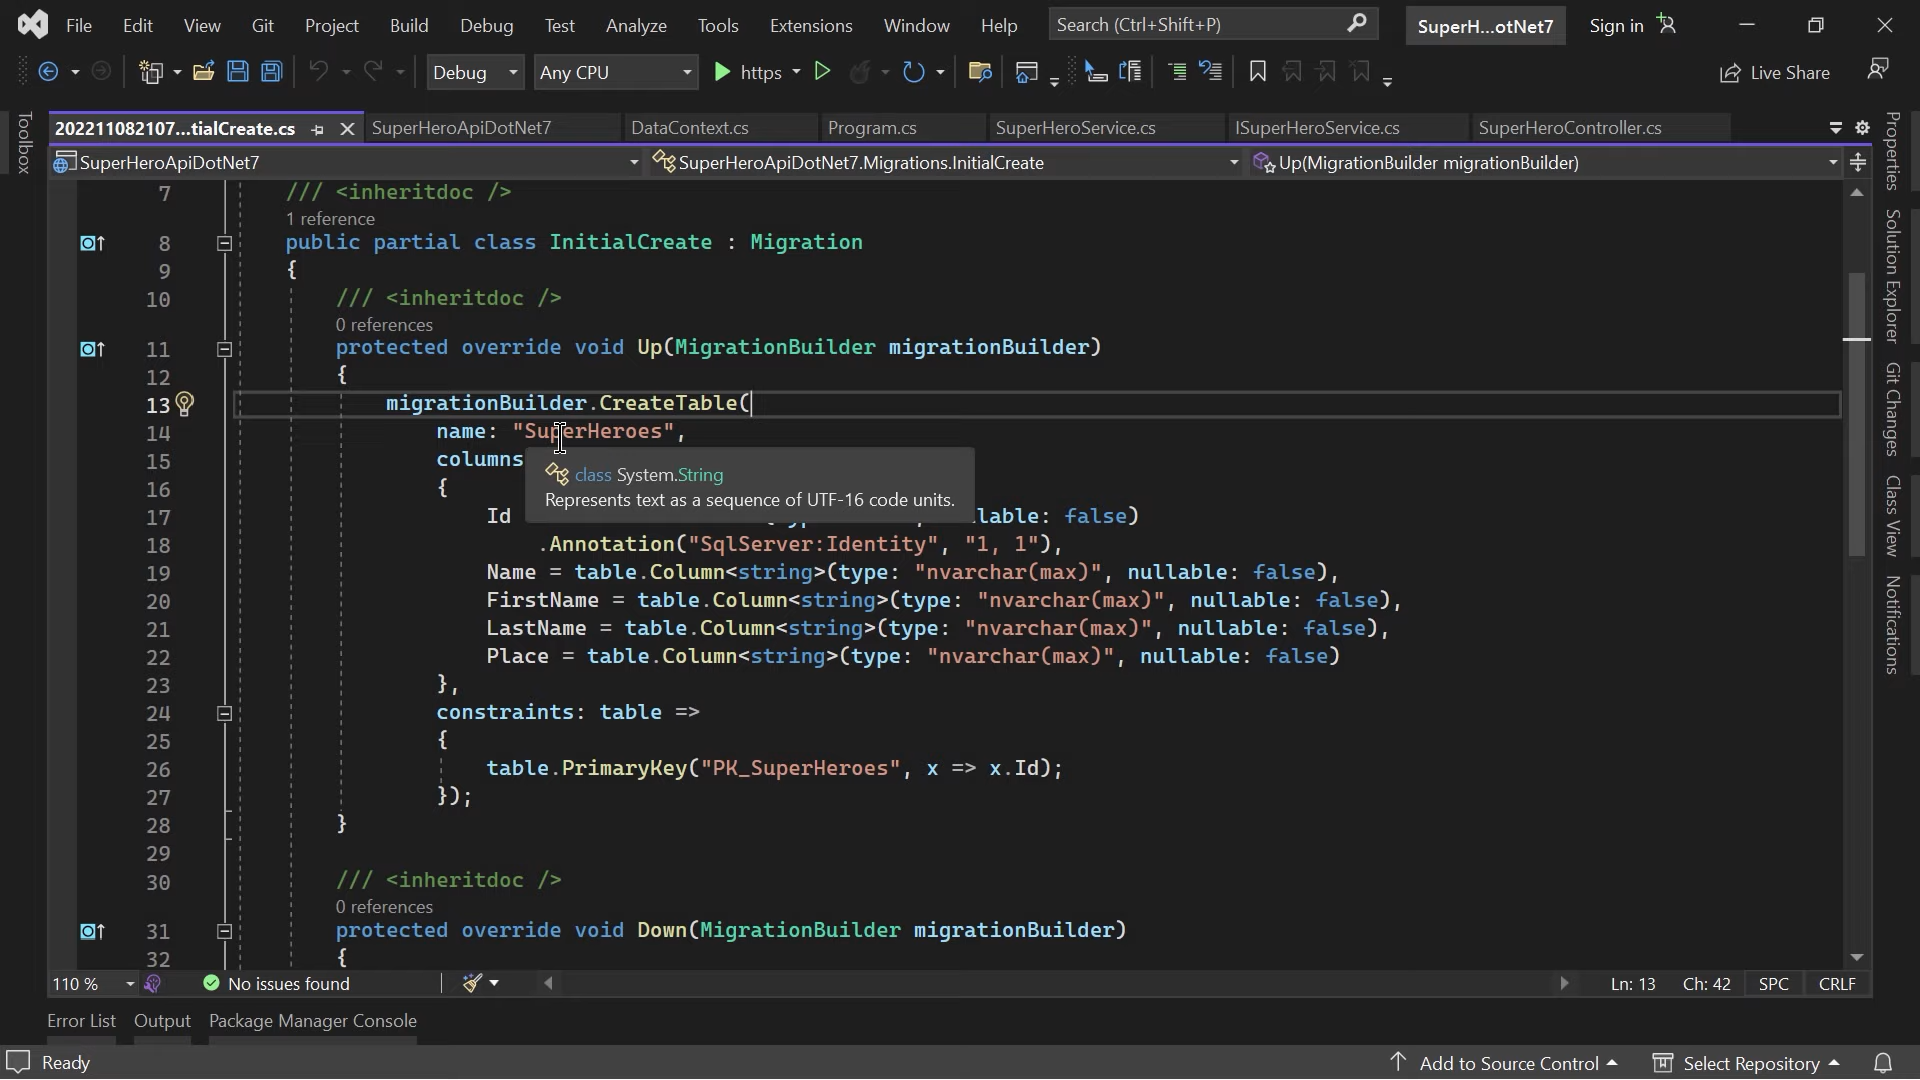 File Edit View Git Project Build Debug Test Analyze Tools Extensions Window Help Search (Ctrl+Shift+P) SuperH...otNet7 Sign in
Debug Any CPU https Live Share
Toolbox
202211082107...tialCreate.cs SuperHeroApiDotNet7 DataContext.cs Program.cs SuperHeroService.cs ISuperHeroService.cs SuperHeroController.cs
SuperHeroApiDotNet7 SuperHeroApiDotNet7.Migrations.InitialCreate Up(MigrationBuilder migrationBuilder)
7 /// <inheritdoc />
1 reference
8 public partial class InitialCreate : Migration
9 {
10 /// <inheritdoc />
0 references
11 protected override void Up(MigrationBuilder migrationBuilder)
12 {
13 migrationBuilder.CreateTable(
14 name: "SuperHeroes",
15 columns
class System.String
16 {
Represents text as a sequence of UTF-16 code units.
17 Id lable: false)
18 .Annotation("SqlServer:Identity", "1, 1"),
19 Name = table.Column<string>(type: "nvarchar(max)", nullable: false),
20 FirstName = table.Column<string>(type: "nvarchar(max)", nullable: false),
21 LastName = table.Column<string>(type: "nvarchar(max)", nullable: false),
22 Place = table.Column<string>(type: "nvarchar(max)", nullable: false)
23 },
24 constraints: table =>
25 {
26 table.PrimaryKey("PK_SuperHeroes", x => x.Id);
27 });
28 }
29
30 /// <inheritdoc />
0 references
31 protected override void Down(MigrationBuilder migrationBuilder)
32 {
Properties
Solution Explorer
Git Changes
Class View
Notifications
110 % No issues found Ln: 13 Ch: 42 SPC CRLF
Error List Output Package Manager Console
Ready Add to Source Control Select Repository